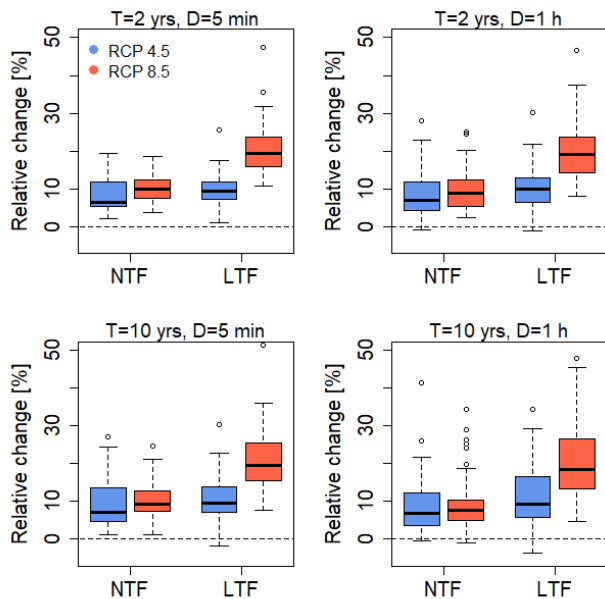 T=2 yrs, D=5 min
Relative change [%]
50
30
10
0
RCP 4.5
RCP 8.5
NTF
LTF
T=2 yrs, D=1 h
Relative change [%]
50
30
10
0
NTF
LTF
T=10 yrs, D=5 min
Relative change [%]
50
30
10
0
NTF
LTF
T=10 yrs, D=1 h
Relative change [%]
50
30
10
0
NTF
LTF